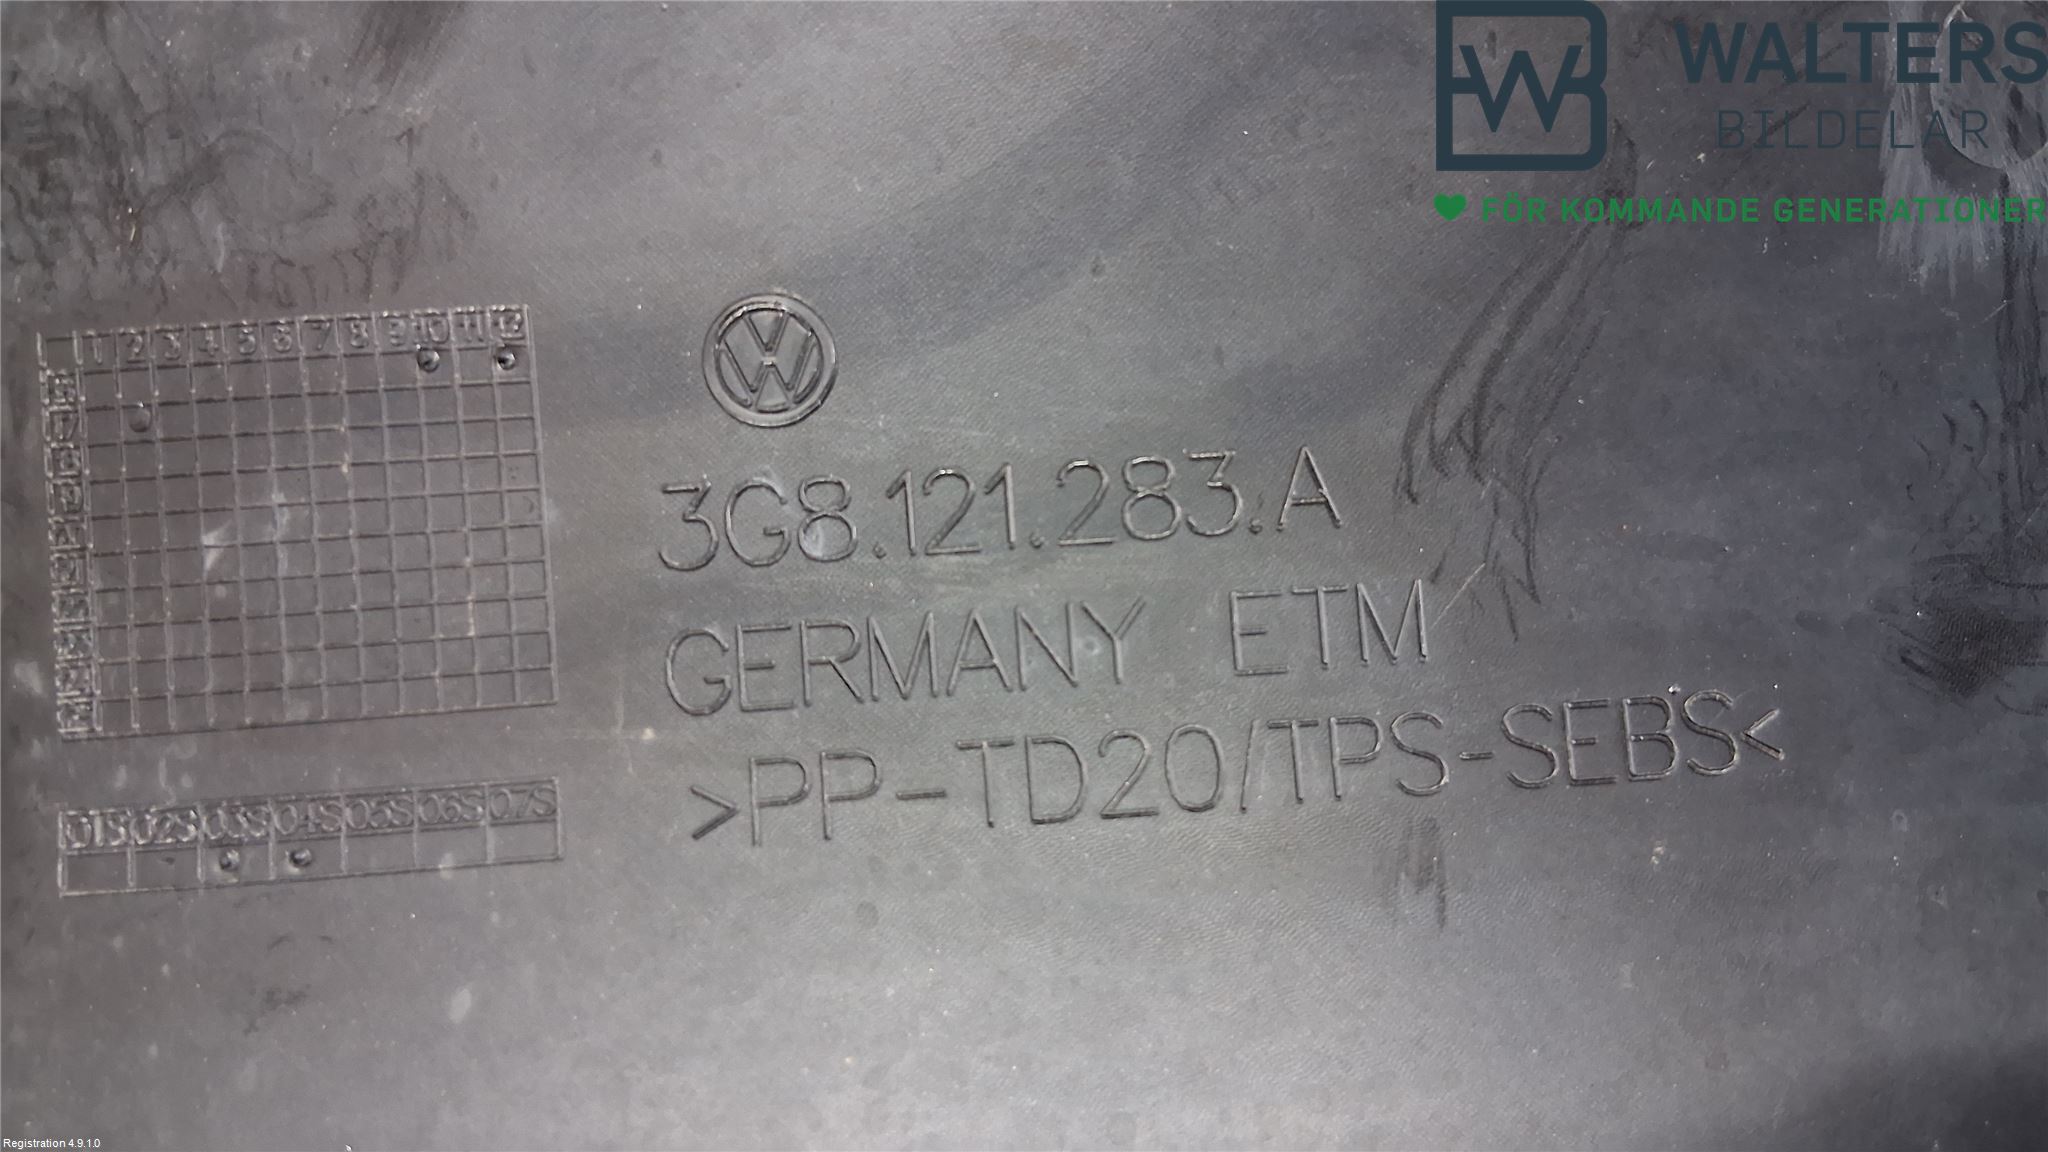 WALTERS
BILDELAR
FÖR KOMMANDE GENERATIONER
1 2 3 4 5 6 7 8 9 10 11 12
3G8.121.283.A
GERMANY ETM
>PP-TD20/TPS-SEBS<
01S 02S 03S 04S 05S 06S 07S
Registration 4.9.1.0